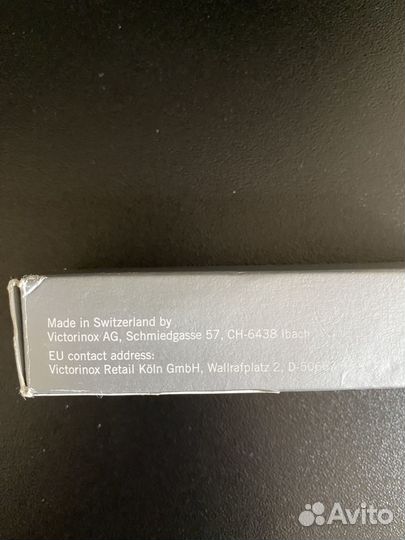 Made in Switzerland by
Victorinox AG, Schmiedgasse 57, CH-6438 Ibach
EU contact address:
Victorinox Retail Köln GmbH, Wallrafplatz 2,
Avito